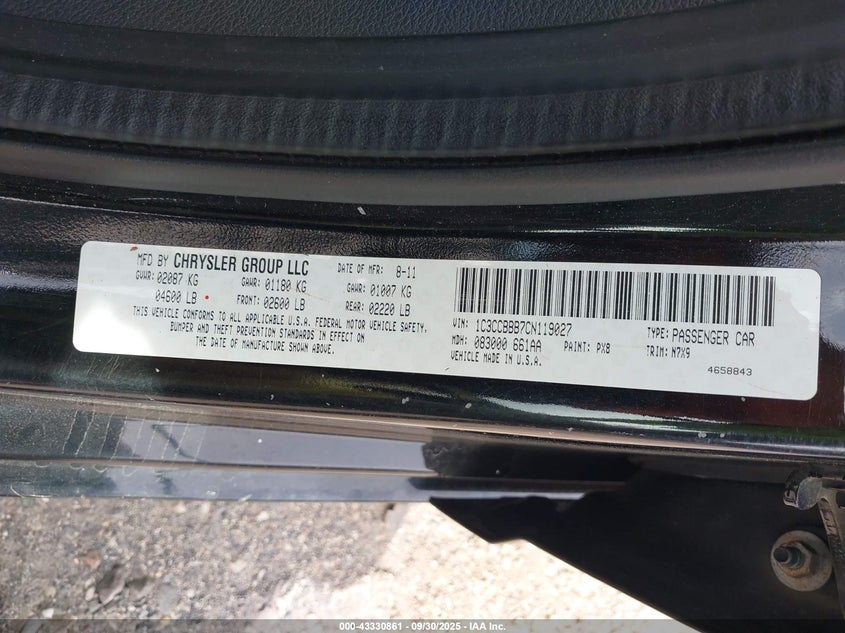 MFD BY CHRYSLER GROUP LLC DATE OF MFR: 8-11
GVWR: 02087 KG GAWR: 01180 KG GAWR: 01007 KG
04600 LB FRONT: 02600 LB REAR: 02220 LB
THIS VEHICLE CONFORMS TO ALL APPLICABLE U.S.A. FEDERAL MOTOR VEHICLE SAFETY,
BUMPER AND THEFT PREVENTION STANDARDS IN EFFECT ON
THE DATE OF MANUFACTURE SHOWN ABOVE.
VIN: 1C3CCBBB7CN119027 TYPE: PASSENGER CAR
MDH: 083000 661AA PAINT: PX8 TRIM: N7X9
VEHICLE MADE IN U.S.A.
4658843
000-43330861 - 09/30/2025 - IAA Inc.